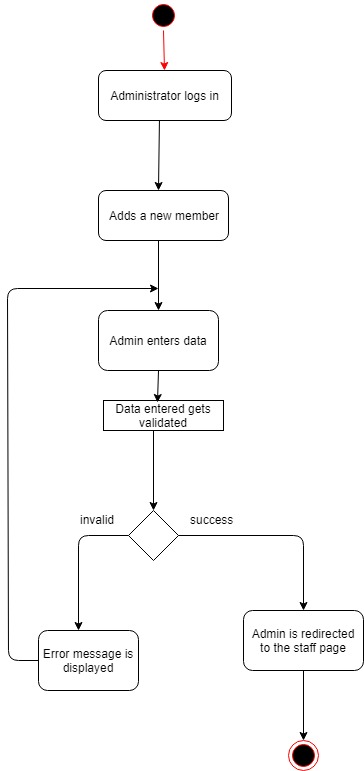 Administrator logs in
Adds a new member
Admin enters data
Data entered gets
validated
invalid
success
Error message is
displayed
Admin is redirected
to the staff page